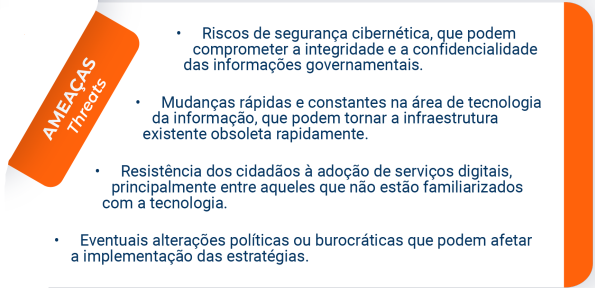 AMEAÇAS
Threats
• Riscos de segurança cibernética, que podem
comprometer a integridade e a confidencialidade
das informações governamentais.
• Mudanças rápidas e constantes na área de tecnologia
da informação, que podem tornar a infraestrutura
existente obsoleta rapidamente.
• Resistência dos cidadãos à adoção de serviços digitais,
principalmente entre aqueles que não estão familiarizados
com a tecnologia.
• Eventuais alterações políticas ou burocráticas que podem afetar
a implementação das estratégias.